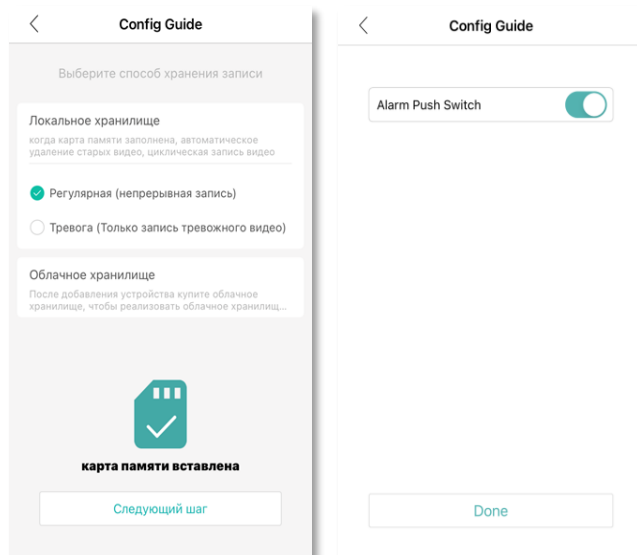 Config Guide
Выберите способ хранения записи
Локальное хранилище
когда карта памяти заполнена, автоматическое
удаление старых видео, циклическая запись видео
Регулярная (непрерывная запись)
Тревога (Только запись тревожного видео)
Облачное хранилище
После добавления устройства купите облачное
хранилище, чтобы реализовать облачное хранилищ...
карта памяти вставлена
Следующий шаг
Config Guide
Alarm Push Switch
Done